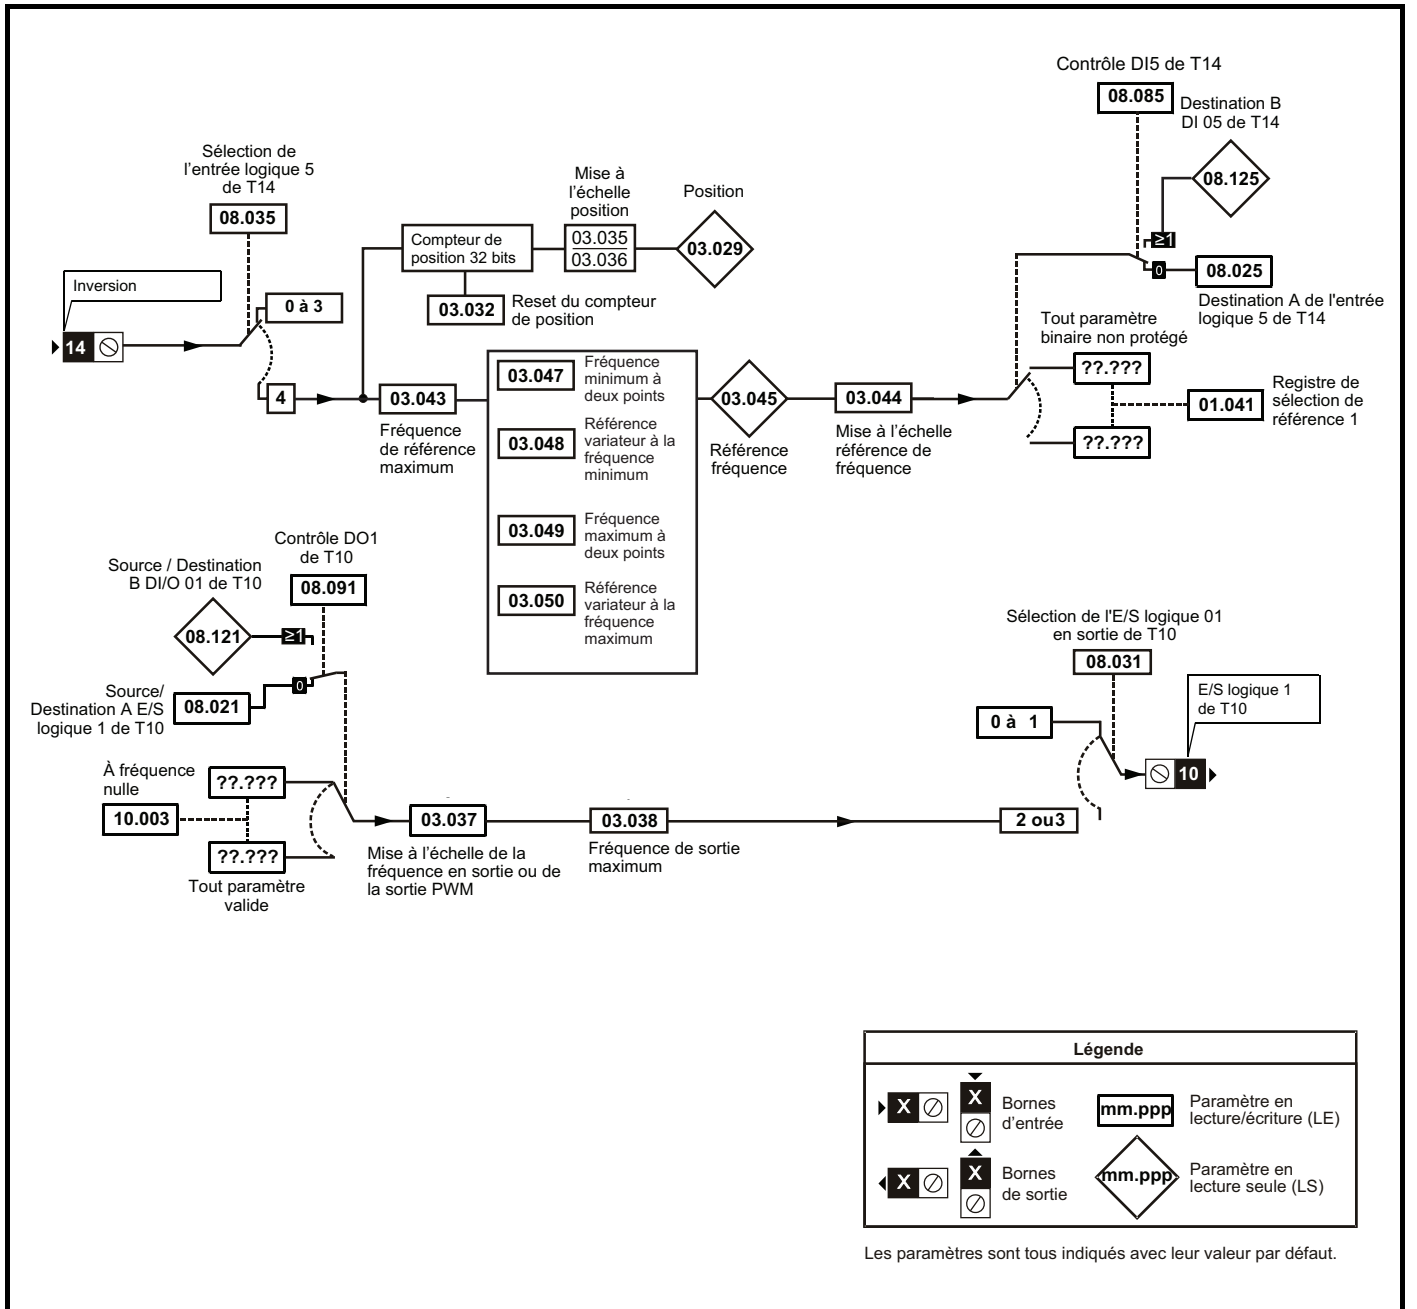 Contrôle DI5 de T14
08.085
Destination B
DI 05 de T14
08.125
≥1
0
08.025
Destination A de l'entrée
logique 5 de T14
Sélection de
l'entrée logique 5
de T14
08.035
Inversion
14
0 à 3
4
Compteur de
position 32 bits
03.032
Reset du compteur
de position
Mise à
l'échelle
position
03.035
03.036
Position
03.029
03.043
Fréquence
de référence
maximum
03.047
Fréquence
minimum à
deux points
03.048
Référence
variateur à la
fréquence
minimum
03.049
Fréquence
maximum à
deux points
03.050
Référence
variateur à la
fréquence
maximum
03.045
Référence
fréquence
03.044
Mise à l'échelle
référence de
fréquence
Tout paramètre
binaire non protégé
??.???
??.???
01.041
Registre de
sélection de
référence 1
Contrôle DO1
de T10
08.091
Source / Destination
B DI/O 01 de T10
08.121
≥1
0
Source/
Destination A E/S
logique 1 de T10
08.021
À fréquence
nulle
10.003
??.???
??.???
Tout paramètre
valide
03.037
Mise à l'échelle de la
fréquence en sortie ou de
la sortie PWM
03.038
Fréquence de sortie
maximum
2 ou3
0 à 1
Sélection de l'E/S logique 01
en sortie de T10
08.031
E/S logique 1
de T10
10
Légende
X
X
Bornes
d'entrée
mm.ppp
Paramètre en
lecture/écriture (LE)
X
X
Bornes
de sortie
mm.ppp
Paramètre en
lecture seule (LS)
Les paramètres sont tous indiqués avec leur valeur par défaut.